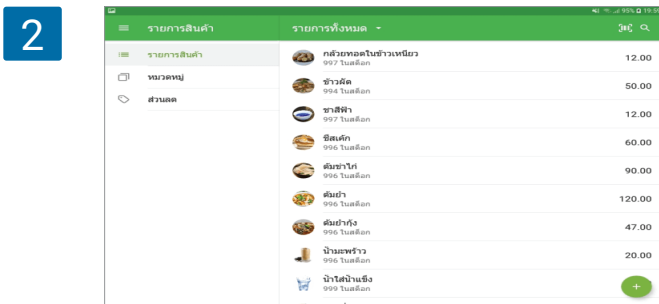 2
95% 19:59
รายการสินค้า
รายการทั้งหมด
รายการสินค้า
หมวดหมู่
ส่วนลด
กล้วยทอดในข้าวเหนียว 12.00
997 ในสต็อก
ข้าวผัด 50.00
994 ในสต็อก
ชาสีฟ้า 12.00
997 ในสต็อก
ชีสเค้ก 60.00
996 ในสต็อก
ต้มข่าไก่ 90.00
996 ในสต็อก
ต้มยำ 120.00
996 ในสต็อก
ต้มยำกุ้ง 47.00
996 ในสต็อก
น้ำมะพร้าว 20.00
996 ในสต็อก
น้ำใส่น้ำแข็ง
999 ในสต็อก